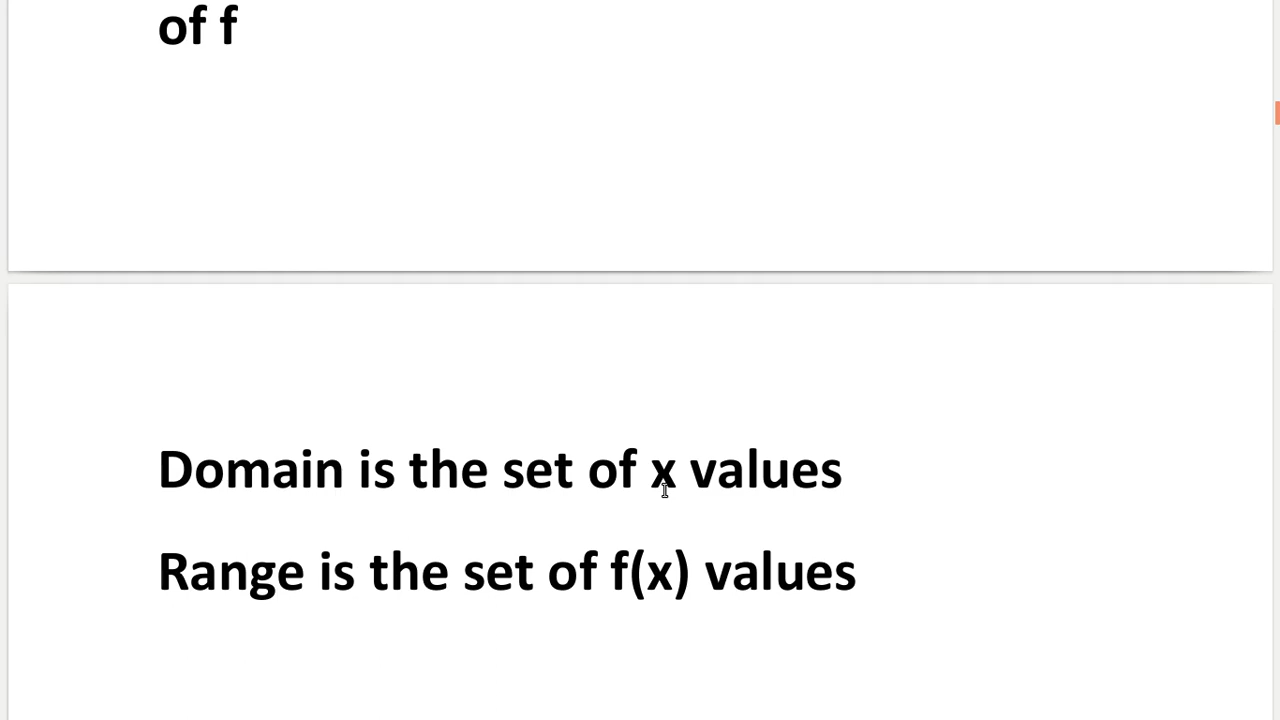 of f
Domain is the set of x values
Range is the set of f(x) values